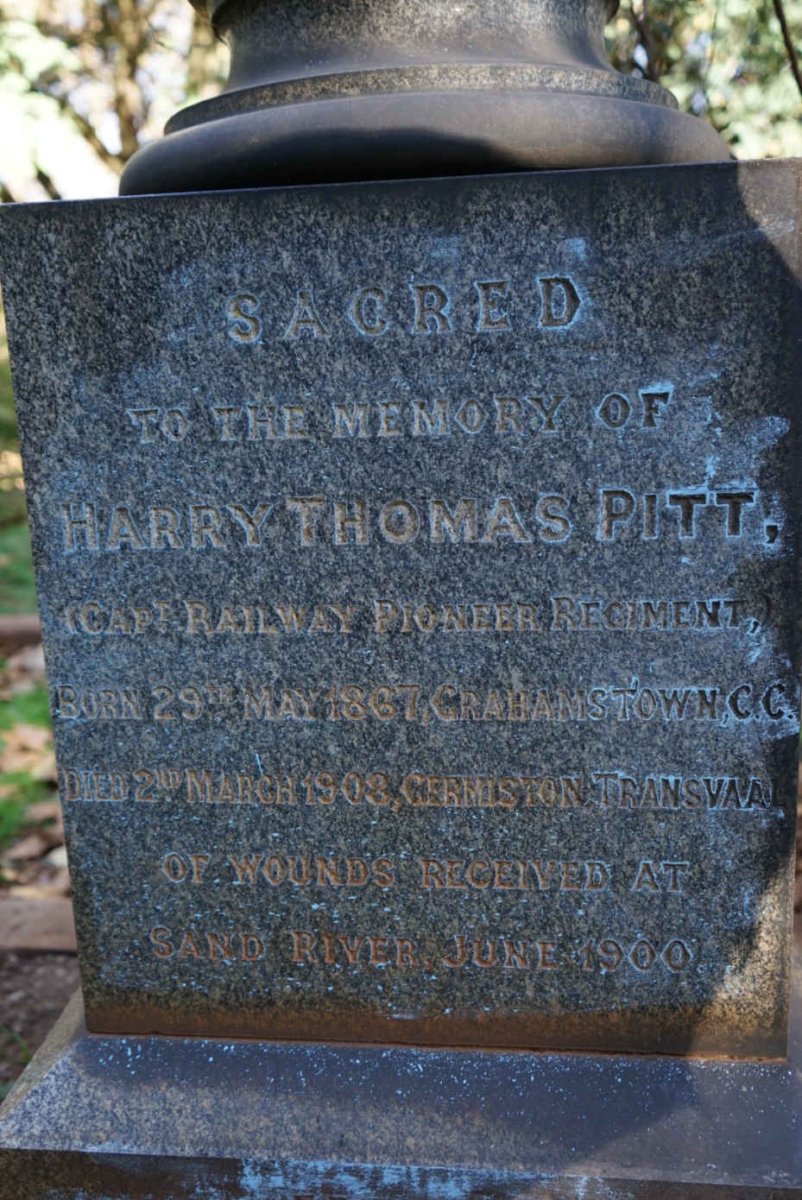 SACRED
TO THE MEMORY OF
HARRY THOMAS PITT,
(CAPT RAILWAY PIONEER REGIMENT,)
BORN 29TH MAY 1867, GRAHAMSTOWN, C.C.
DIED 2ND MARCH 1908, GERMISTON, TRANSVAAL
OF WOUNDS RECEIVED AT
SAND RIVER, JUNE 1900